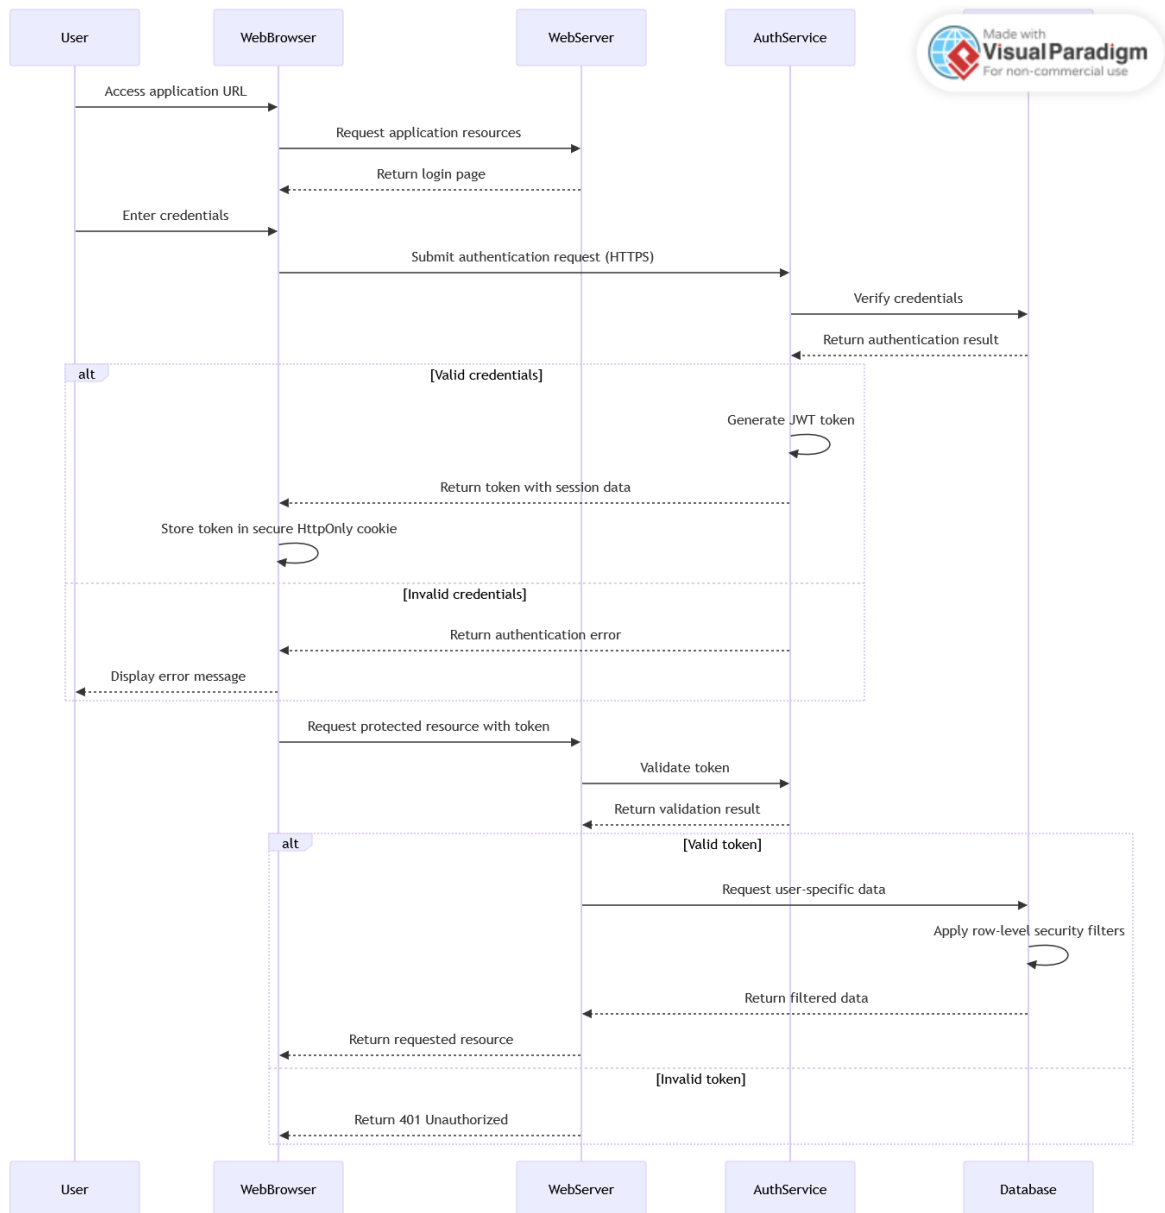 User
WebBrowser
WebServer
AuthService
Made with
Visual Paradigm
For non-commercial use
Access application URL
Request application resources
Return login page
Enter credentials
Submit authentication request (HTTPS)
Verify credentials
Return authentication result
alt
[Valid credentials]
Generate JWT token
Return token with session data
Store token in secure HttpOnly cookie
[Invalid credentials]
Return authentication error
Display error message
Request protected resource with token
Validate token
Return validation result
alt
[Valid token]
Request user-specific data
Apply row-level security filters
Return filtered data
Return requested resource
[Invalid token]
Return 401 Unauthorized
User
WebBrowser
WebServer
AuthService
Database